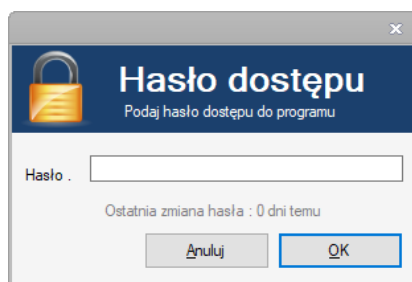 Hasło dostępu
Podaj hasło dostępu do programu
Hasło .
Ostatnia zmiana hasła : 0 dni temu
Anuluj OK